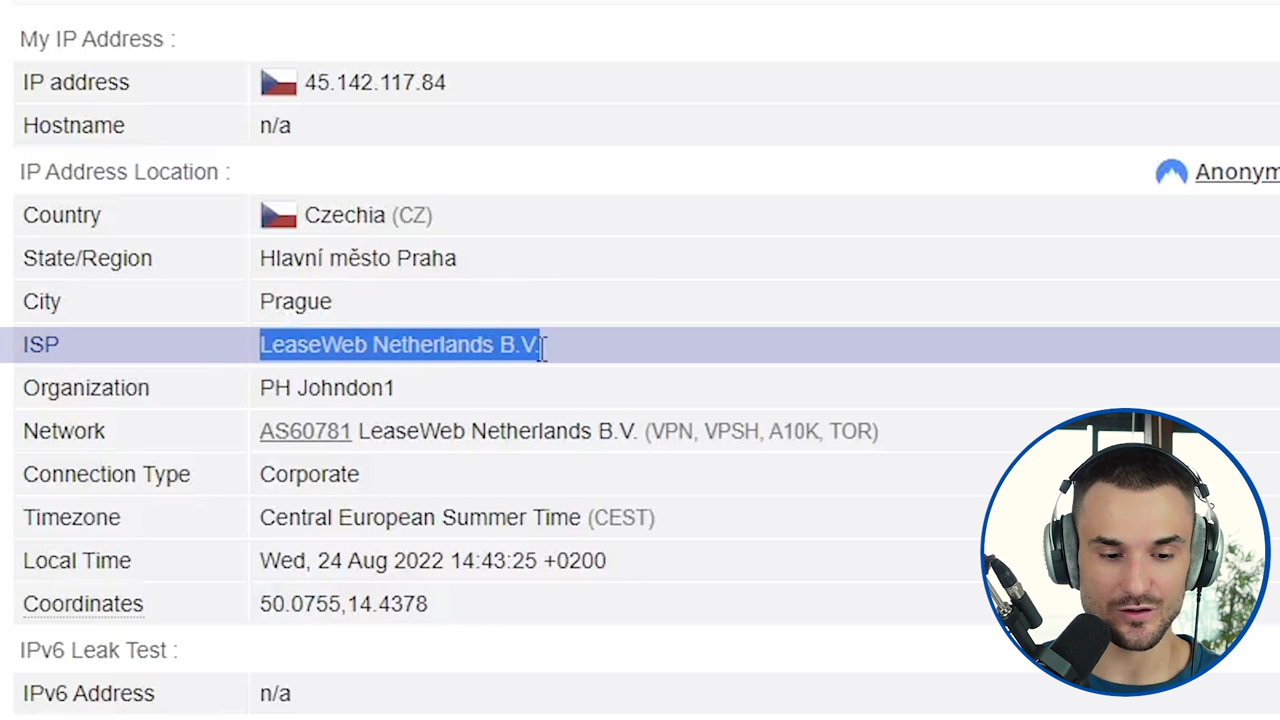 My IP Address :
IP address 45.142.117.84
Hostname n/a
IP Address Location : Anonym
Country Czechia (CZ)
State/Region Hlavní město Praha
City Prague
ISP LeaseWeb Netherlands B.V.
Organization PH Johndon1
Network AS60781 LeaseWeb Netherlands B.V. (VPN, VPSH, A10K, TOR)
Connection Type Corporate
Timezone Central European Summer Time (CEST)
Local Time Wed, 24 Aug 2022 14:43:25 +0200
Coordinates 50.0755,14.4378
IPv6 Leak Test :
IPv6 Address n/a